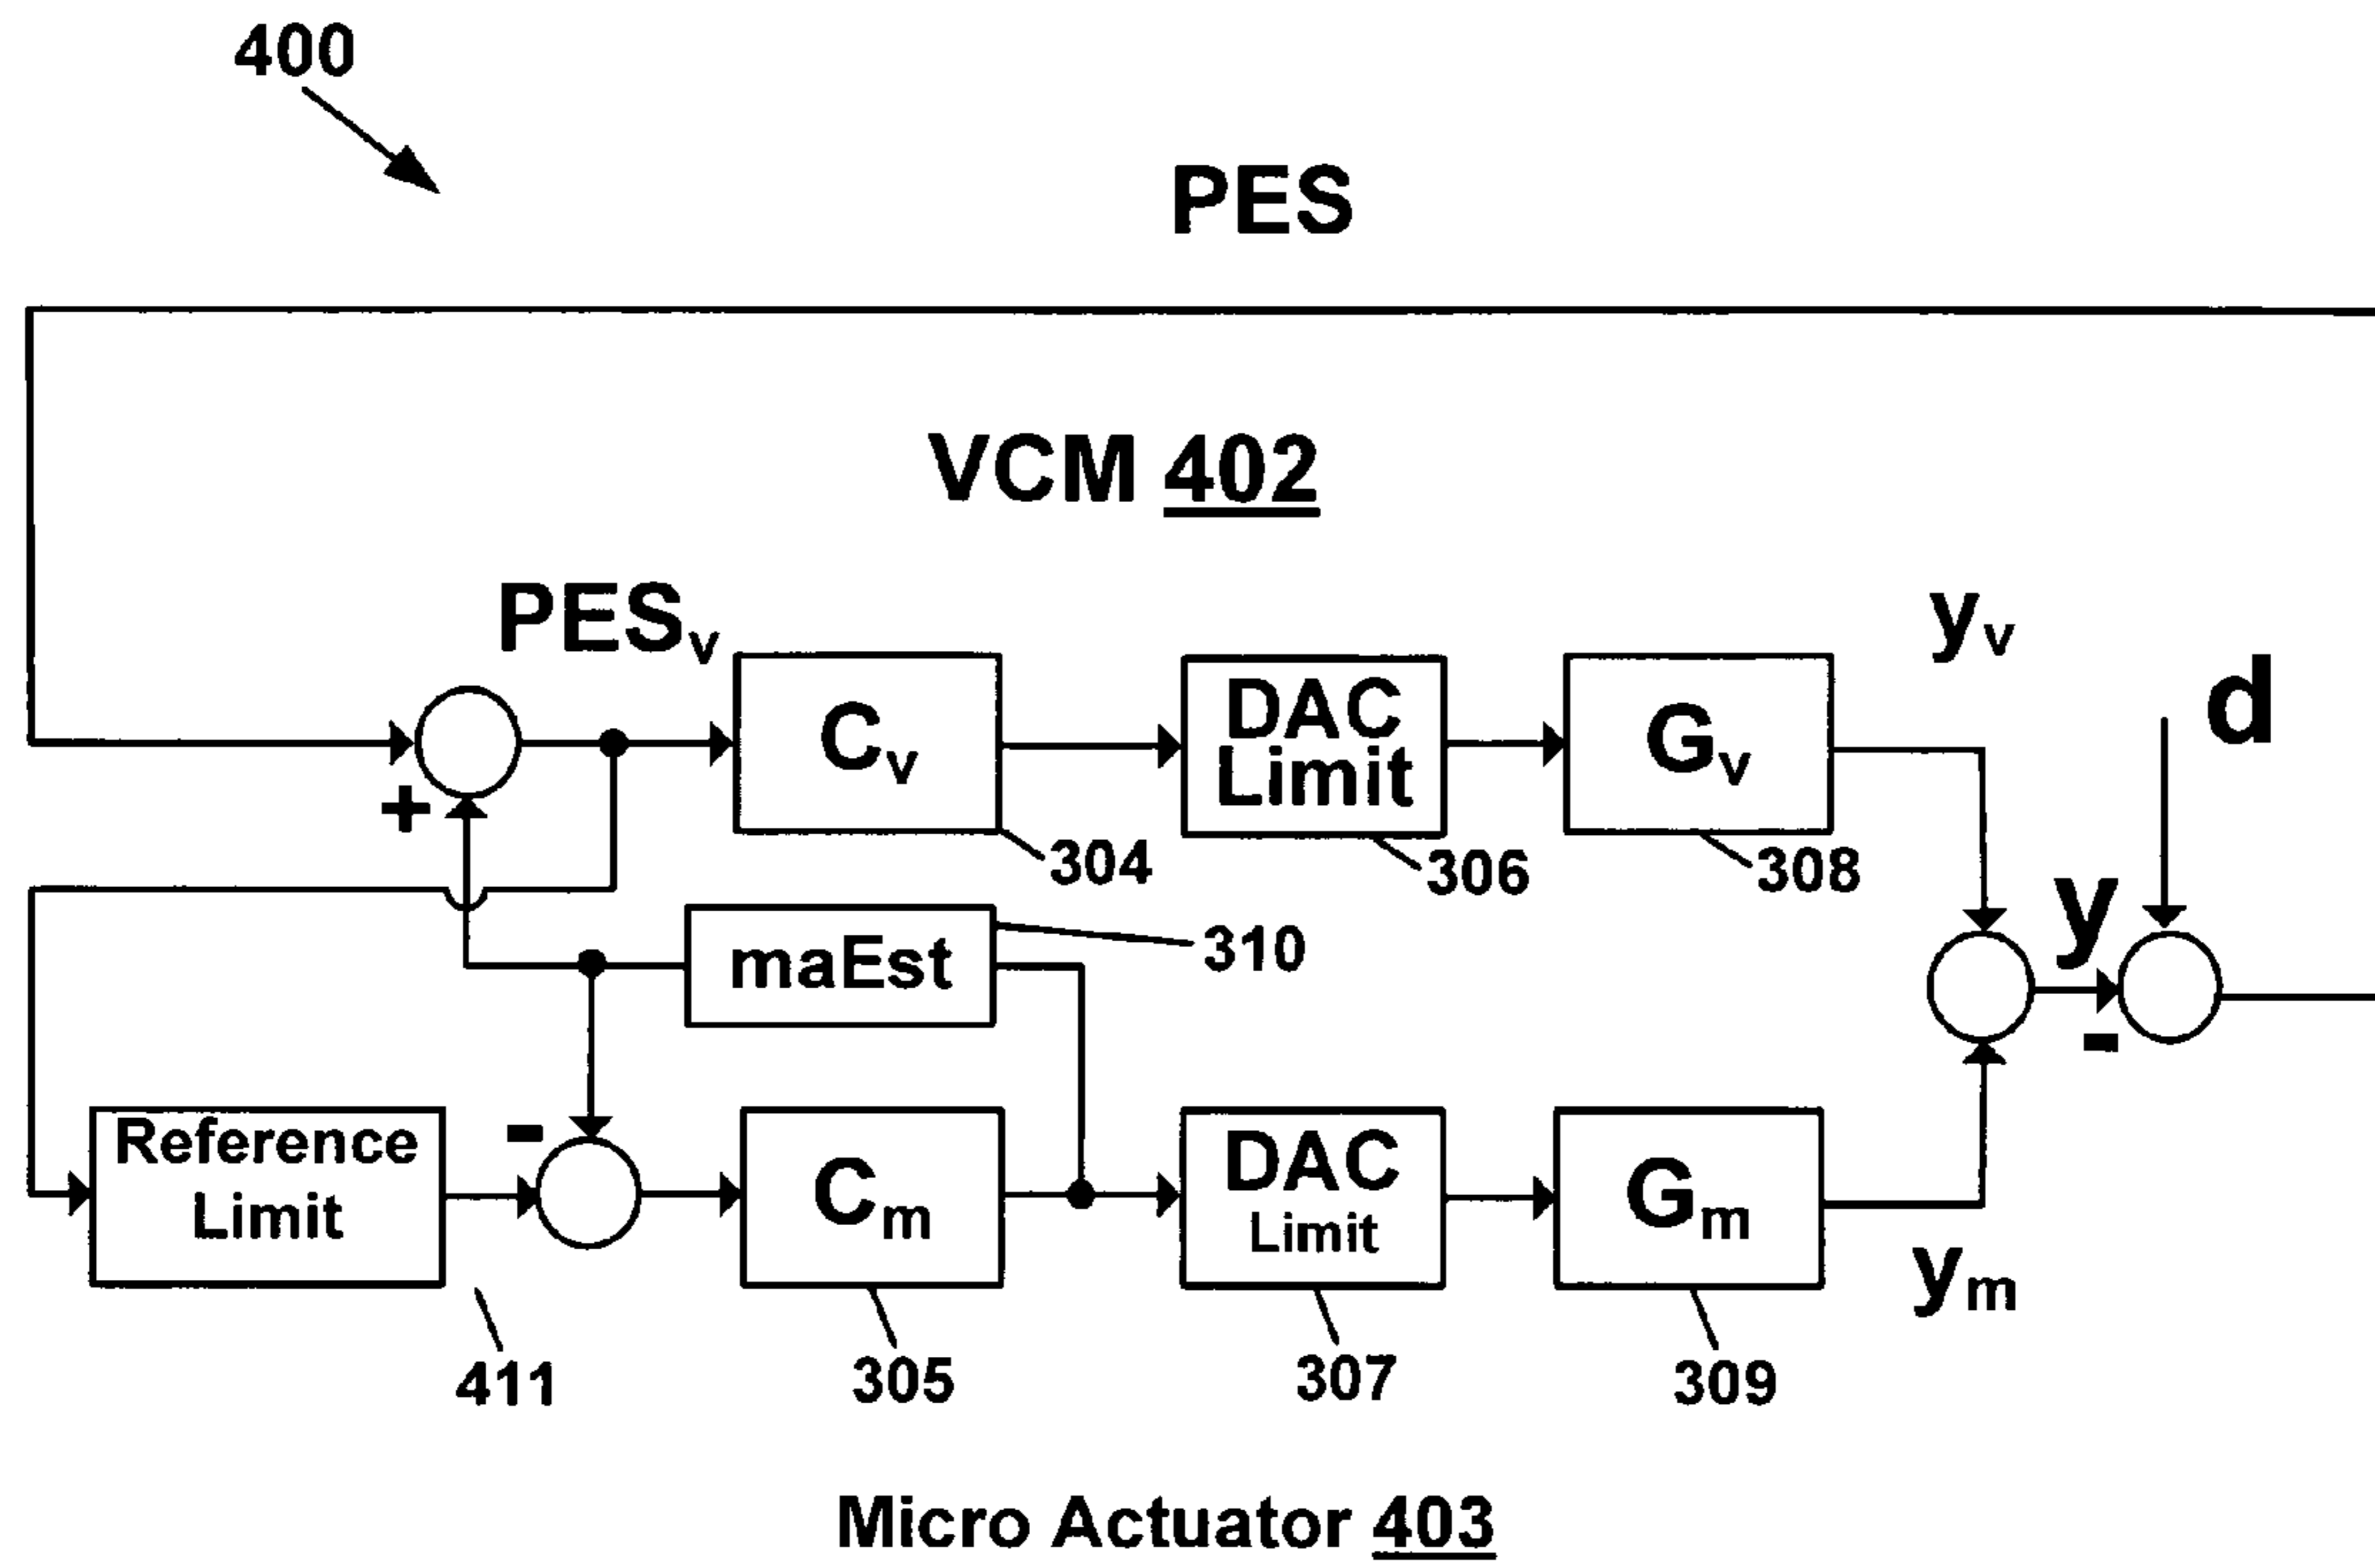 400
PES
VCM 402
PESv
yv
d
Cv
DAC
Limit
Gv
+
304
306
308
y
maEst
310
-
Reference
Limit
-
Cm
DAC
Limit
Gm
ym
411
305
307
309
Micro Actuator 403